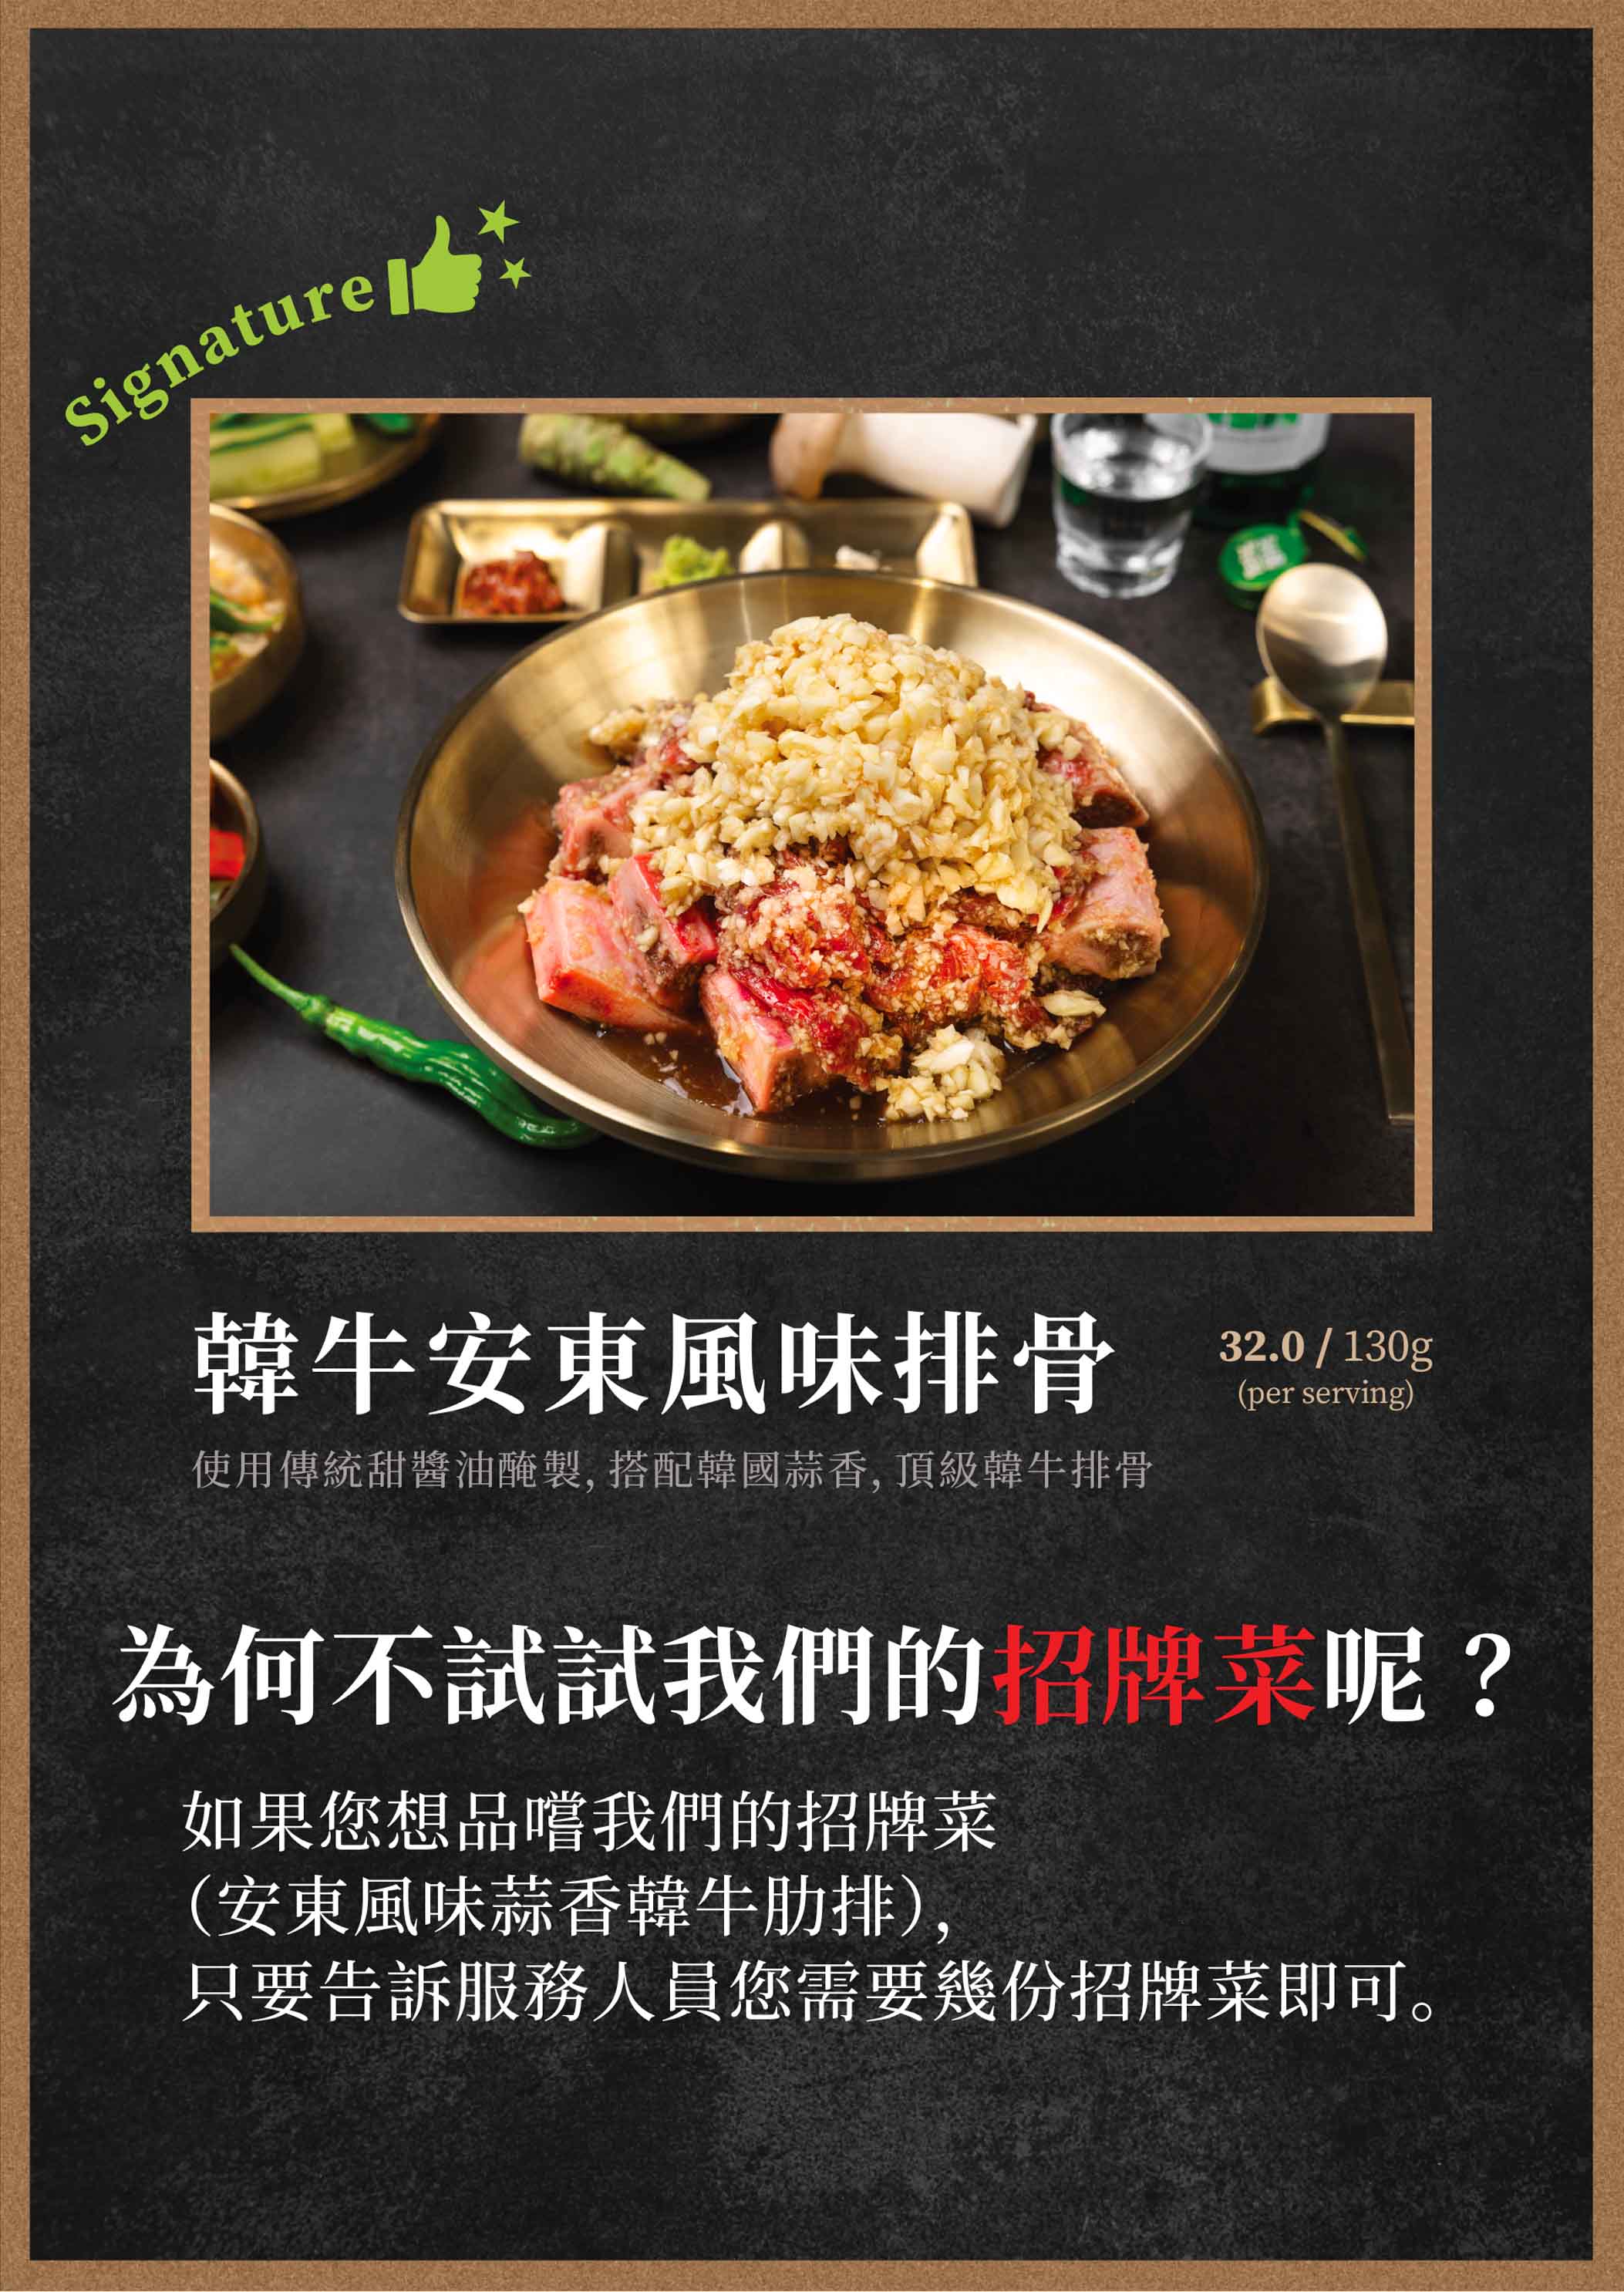 Signature
韓牛安東風味排骨
32.0 / 130g
(per serving)
使用傳統甜醬油醃製, 搭配韓國蒜香, 頂級韓牛排骨
為何不試試我們的招牌菜呢？
如果您想品嚐我們的招牌菜
(安東風味蒜香韓牛肋排),
只要告訴服務人員您需要幾份招牌菜即可。